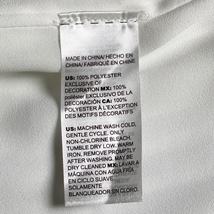 MADE IN CHINA/ HECHO EN
CHINA/ FABRIQUÉ EN CHINE
US: 100% POLYESTER
EXCLUSIVE OF
DECORATION MX: 100%
POLIÉSTER EXCLUSIVO DE LA
DECORACIÓN CA: 100%
POLYESTER À L'EXCEPTION
DES MOTIFS DÉCORATIFS
US: MACHINE WASH COLD,
GENTLE CYCLE. ONLY
NON-CHLORINE BLEACH.
TUMBLE DRY LOW. WARM
IRON. REMOVE PROMPTLY
AFTER WASHING. MAY BE
DRY CLEANED MX: LAVAR A
MÁQUINA CON AGUA FRÍA
EN CICLO SUAVE
SOLAMENTE
BLANQUEADOR SIN CLORO.